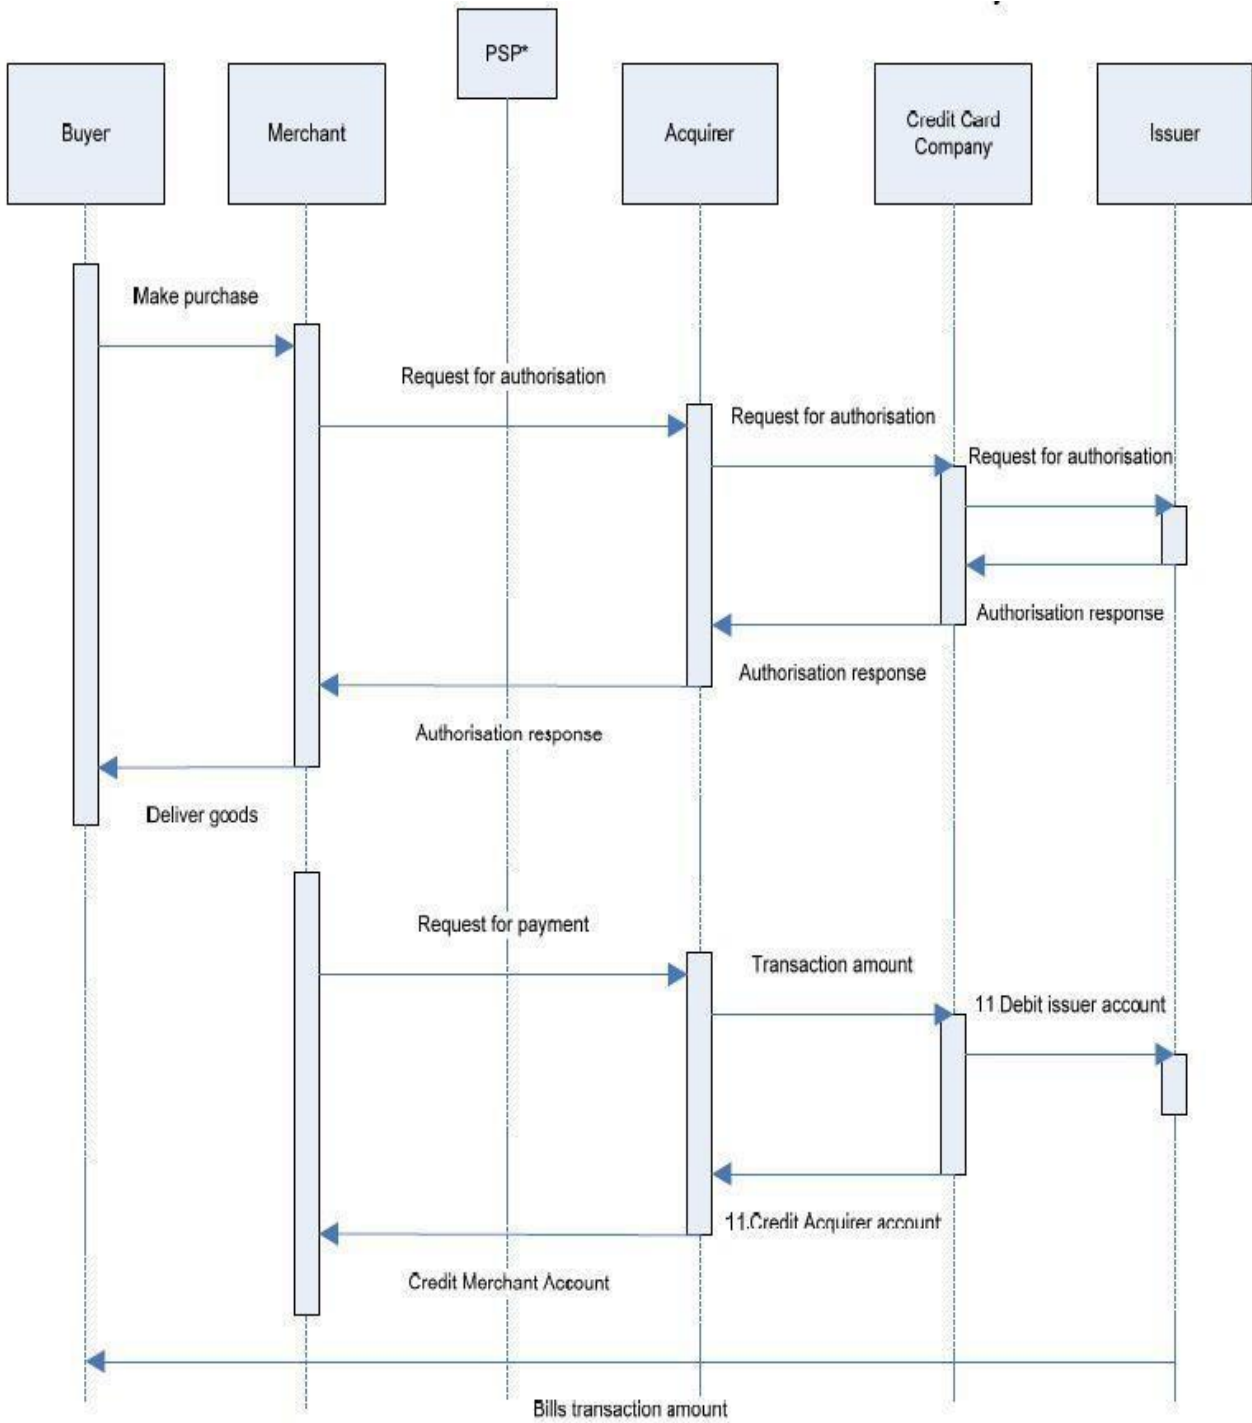 PSP*
Buyer
Merchant
Acquirer
Credit Card
Company
Issuer
Make purchase
Request for authorisation
Request for authorisation
Request for authorisation
Authorisation response
Authorisation response
Authorisation response
Deliver goods
Request for payment
Transaction amount
11.Debit issuer account
11.Credit Acquirer account
Credit Merchant Account
Bills transaction amount